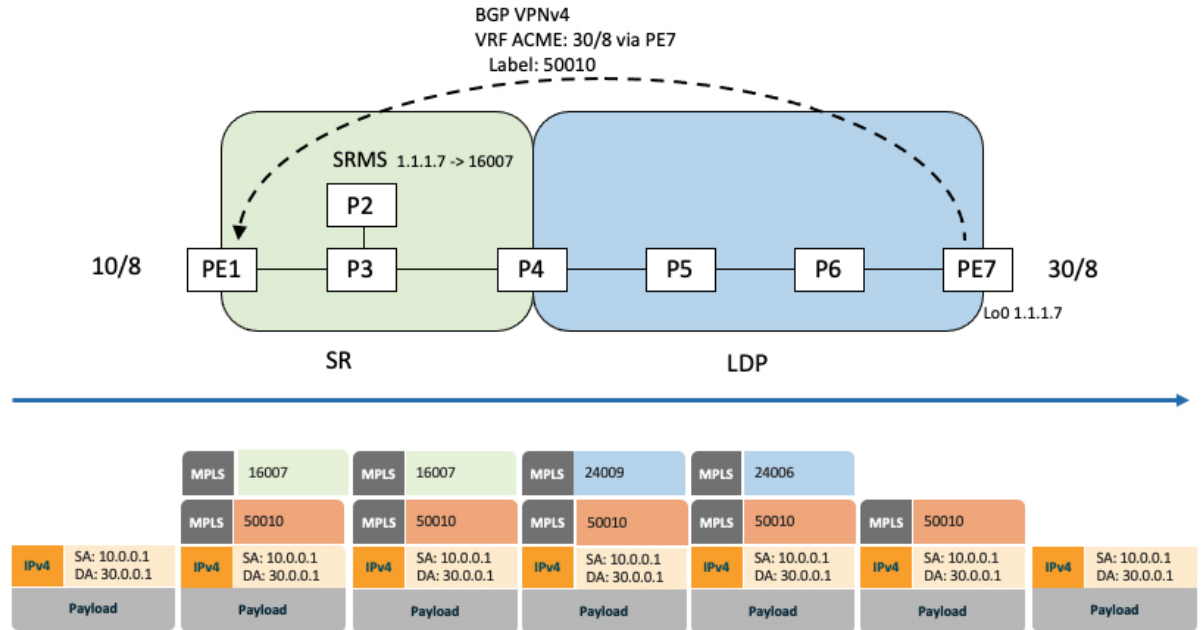 BGP VPNv4
VRF ACME: 30/8 via PE7
Label: 50010
SRMS 1.1.1.7 -> 16007
P2
10/8 PE1 P3 P4 P5 P6 PE7 30/8
Lo0 1.1.1.7
SR LDP
MPLS 16007 MPLS 16007 MPLS 24009 MPLS 24006
MPLS 50010 MPLS 50010 MPLS 50010 MPLS 50010 MPLS 50010
IPv4 SA: 10.0.0.1 DA: 30.0.0.1 IPv4 SA: 10.0.0.1 DA: 30.0.0.1 IPv4 SA: 10.0.0.1 DA: 30.0.0.1 IPv4 SA: 10.0.0.1 DA: 30.0.0.1 IPv4 SA: 10.0.0.1 DA: 30.0.0.1 IPv4 SA: 10.0.0.1 DA: 30.0.0.1 IPv4 SA: 10.0.0.1 DA: 30.0.0.1
Payload Payload Payload Payload Payload Payload Payload